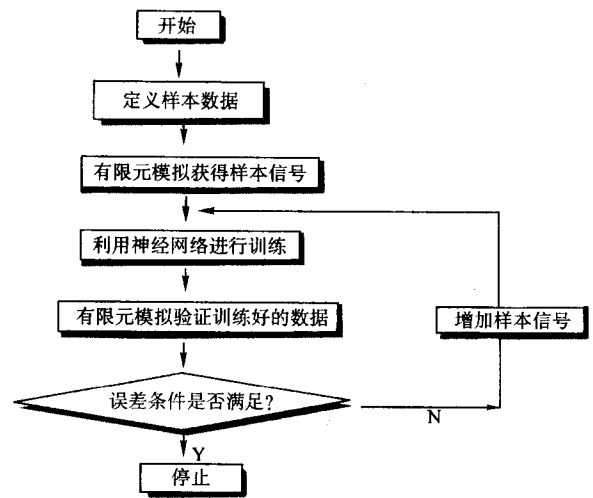 开始
定义样本数据
有限元模拟获得样本信号
利用神经网络进行训练
有限元模拟验证训练好的数据
增加样本信号
误差条件是否满足?
N
Y
停止